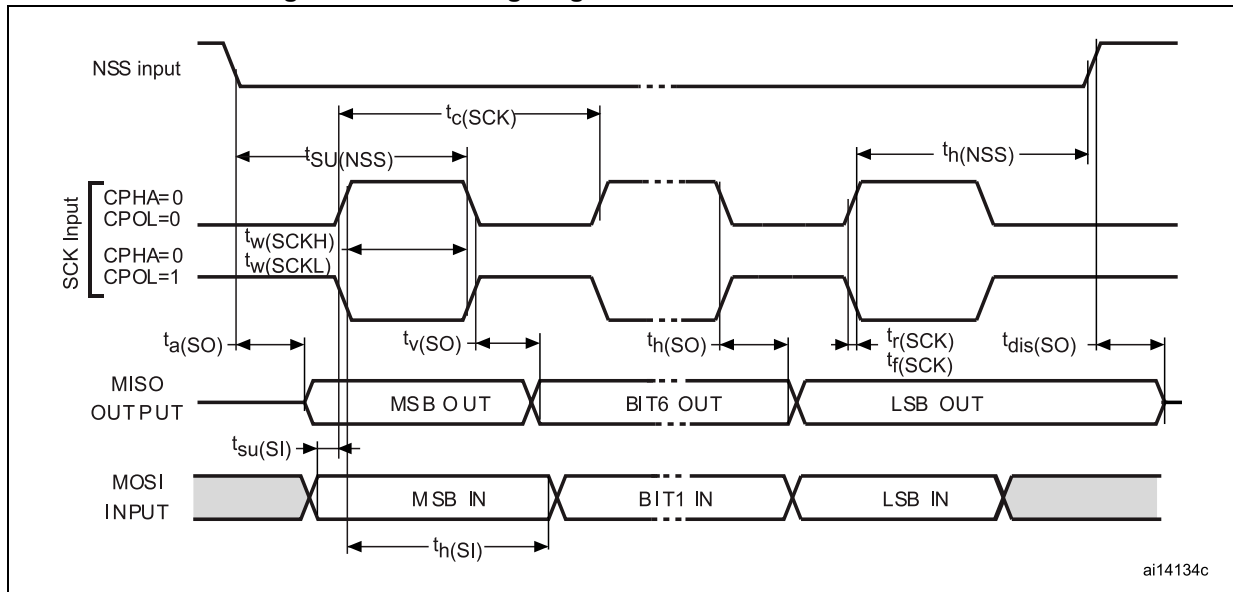 NSS input
tc(SCK)
tSU(NSS)
th(NSS)
SCK Input
CPHA=0
CPOL=0
tw(SCKH)
CPHA=0
tw(SCKL)
CPOL=1
ta(SO)
tv(SO)
th(SO)
tr(SCK)
tf(SCK)
tdis(SO)
MISO
OUTPUT
MSB OUT
BIT6 OUT
LSB OUT
tsu(SI)
MOSI
INPUT
MSB IN
BIT1 IN
LSB IN
th(SI)
ai14134c